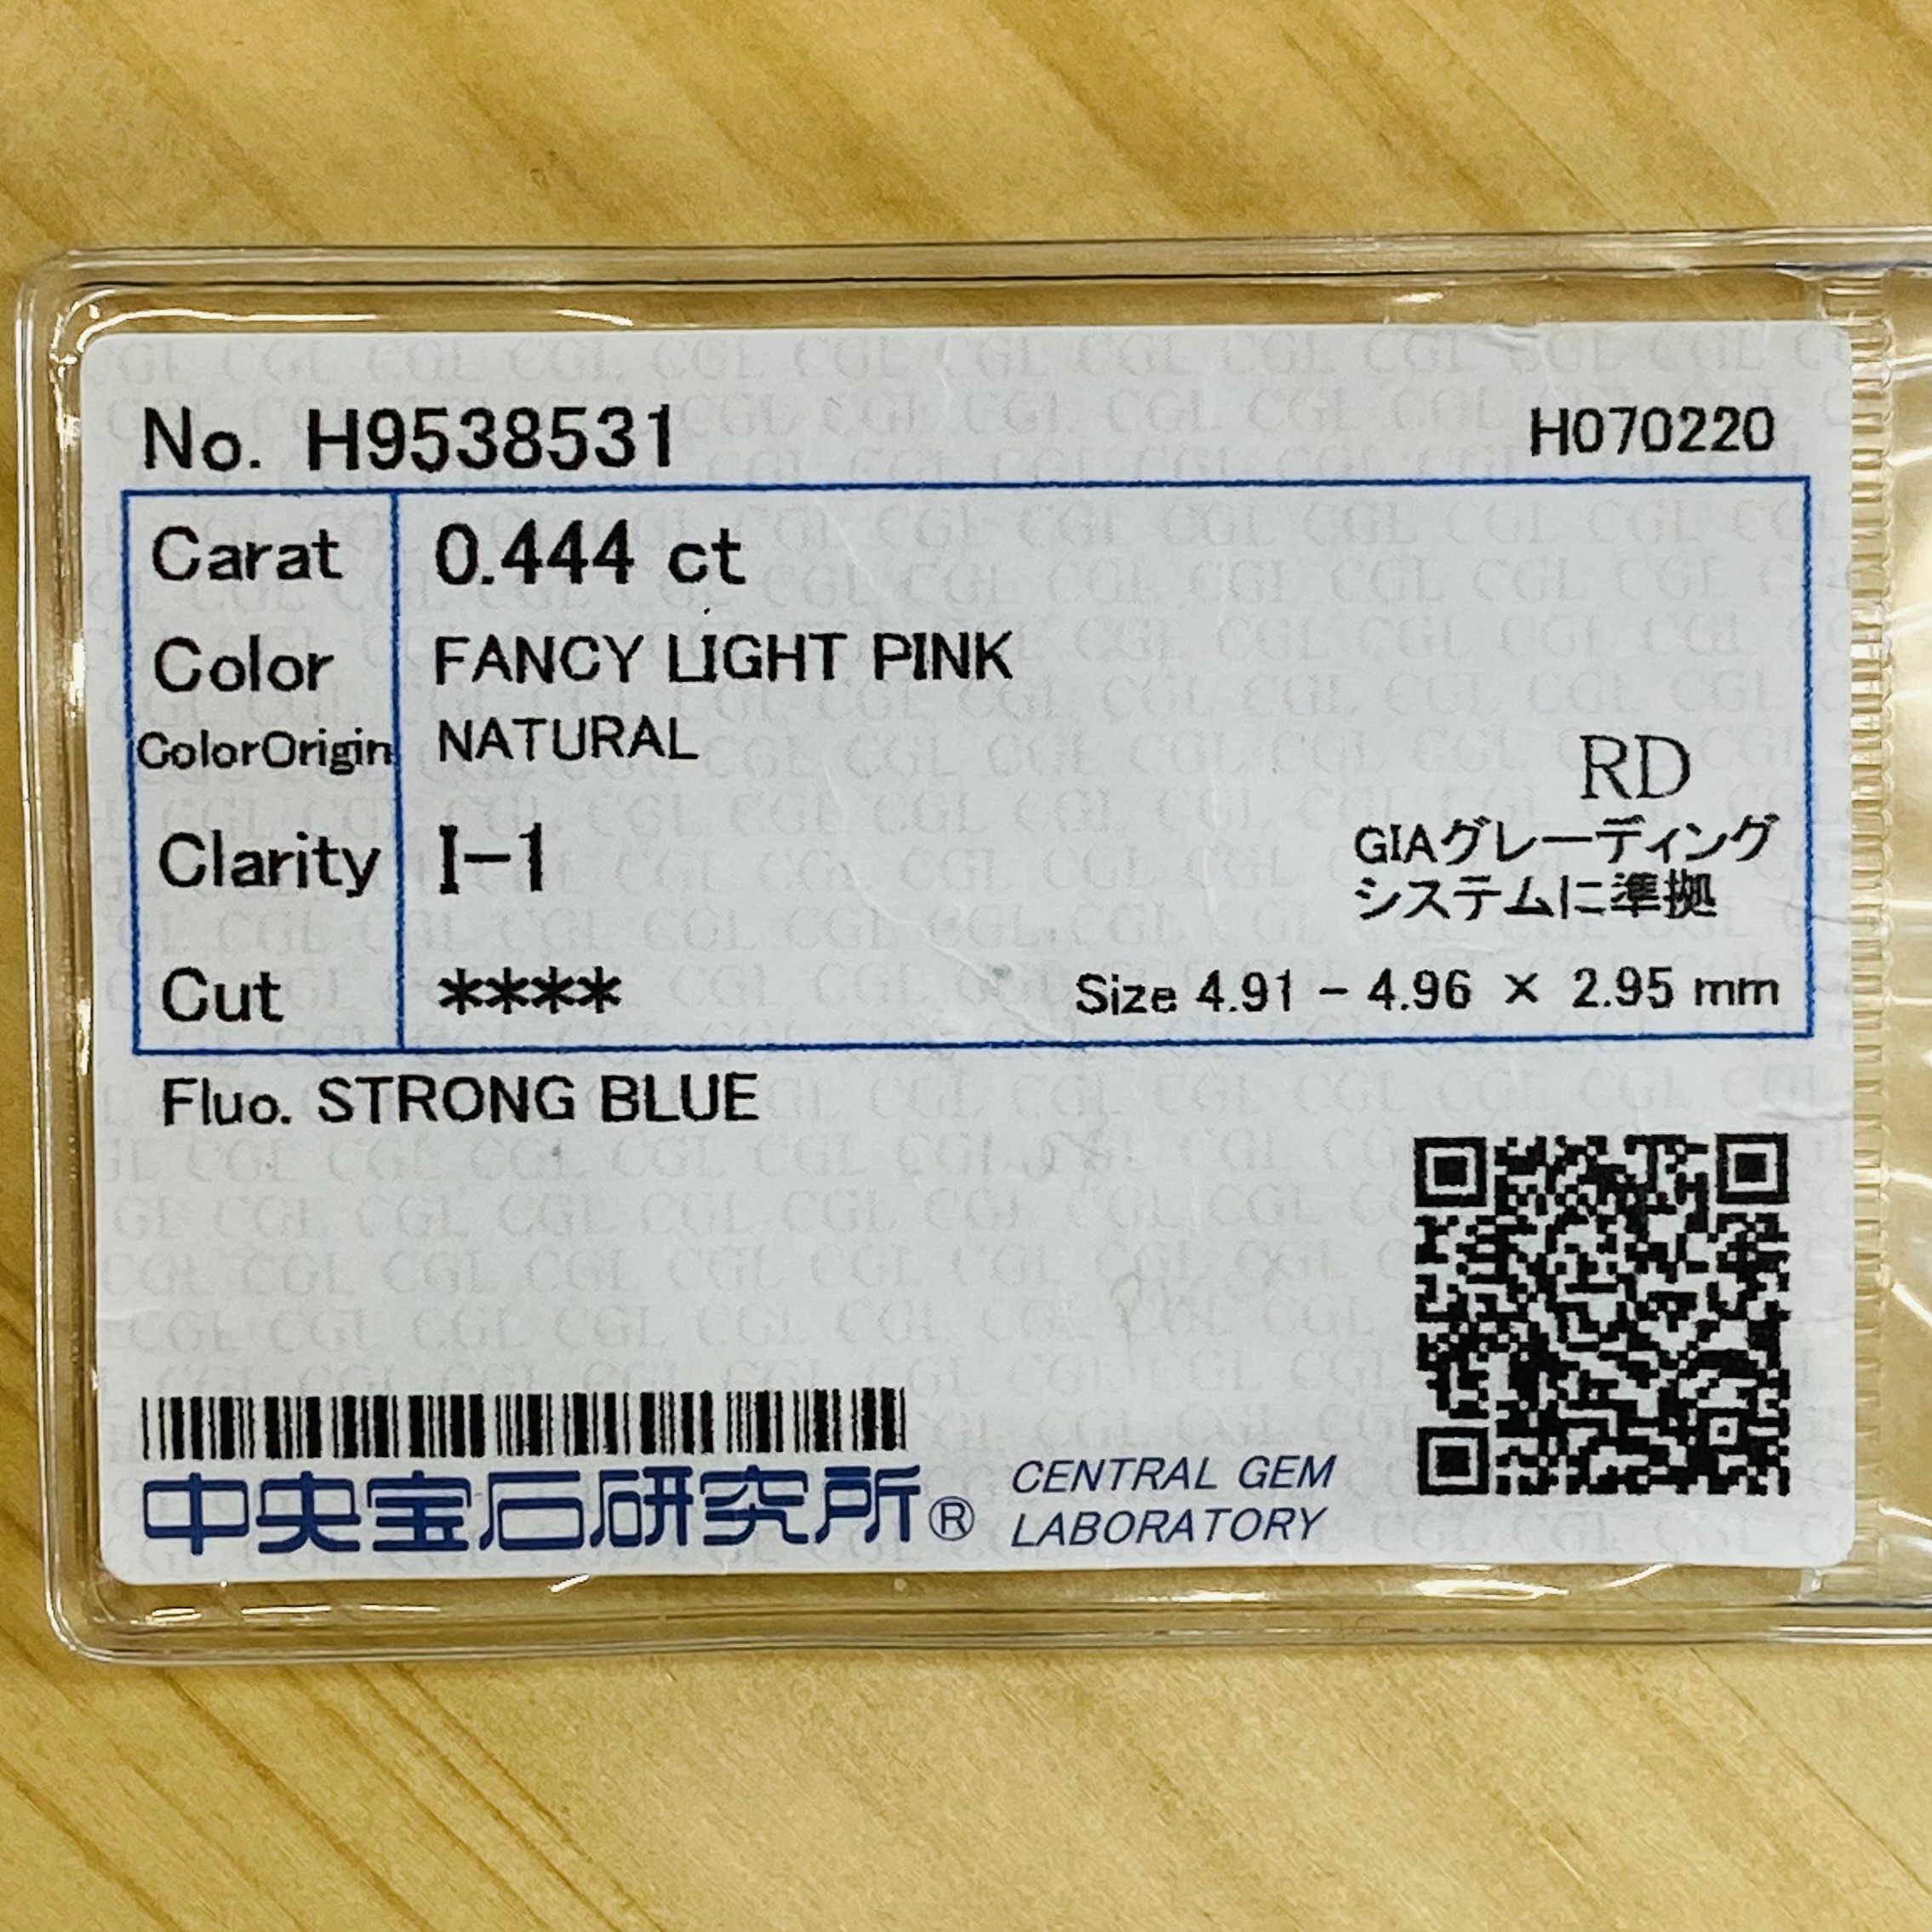 No. H9538531 H070220
Carat 0.444 ct
Color FANCY LIGHT PINK
ColorOrigin NATURAL
RD
GIAグレーディング
Clarity I-1
システムに準拠
Cut **** Size 4.91 - 4.96 × 2.95 mm
Fluo. STRONG BLUE
中央宝石研究所® CENTRAL GEM
LABORATORY